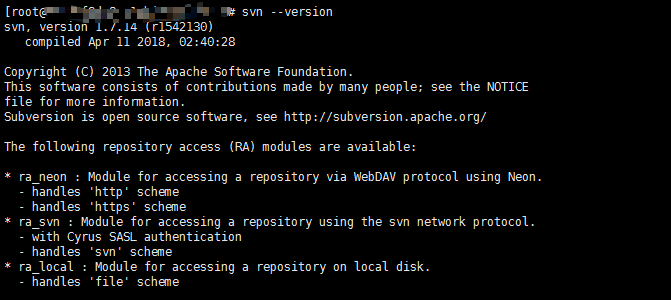 [root@ # svn --version
svn, version 1.7.14 (r1542130)
compiled Apr 11 2018, 02:40:28
Copyright (C) 2013 The Apache Software Foundation.
This software consists of contributions made by many people; see the NOTICE
file for more information.
Subversion is open source software, see http://subversion.apache.org/
The following repository access (RA) modules are available:
* ra_neon : Module for accessing a repository via WebDAV protocol using Neon.
- handles 'http' scheme
- handles 'https' scheme
* ra_svn : Module for accessing a repository using the svn network protocol.
- with Cyrus SASL authentication
- handles 'svn' scheme
* ra_local : Module for accessing a repository on local disk.
- handles 'file' scheme